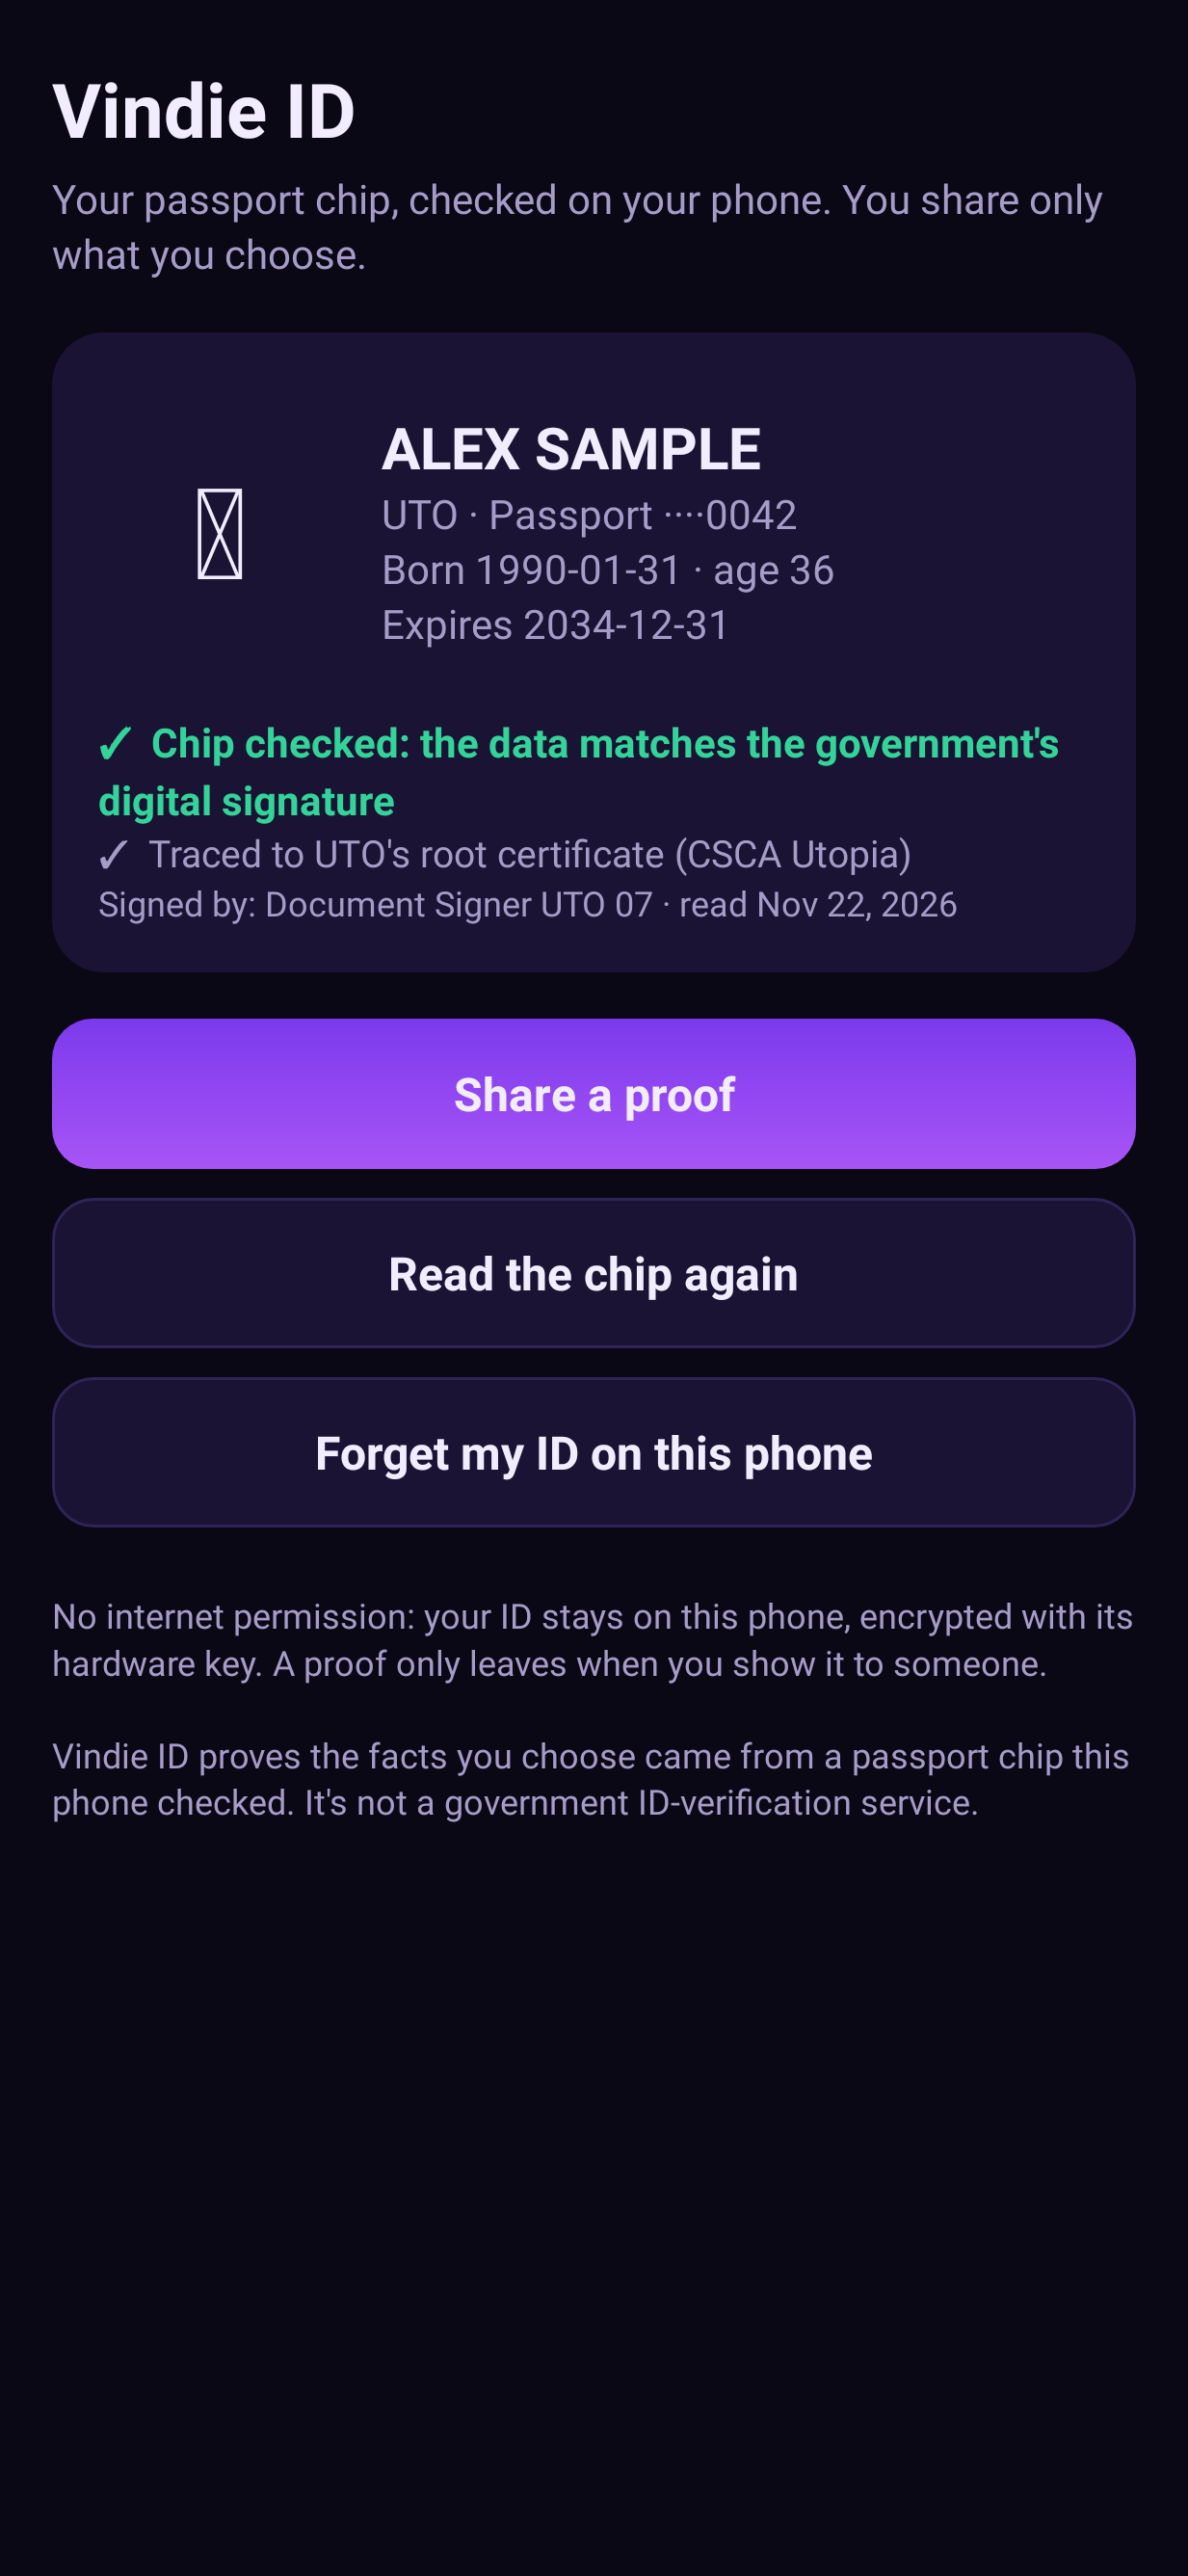 Vindie ID
Your passport chip, checked on your phone. You share only
what you choose.
ALEX SAMPLE
UTO · Passport ····0042
Born 1990-01-31 · age 36
Expires 2034-12-31
✓ Chip checked: the data matches the government's
digital signature
✓ Traced to UTO's root certificate (CSCA Utopia)
Signed by: Document Signer UTO 07 · read Nov 22, 2026
Share a proof
Read the chip again
Forget my ID on this phone
No internet permission: your ID stays on this phone, encrypted with its
hardware key. A proof only leaves when you show it to someone.
Vindie ID proves the facts you choose came from a passport chip this
phone checked. It's not a government ID-verification service.